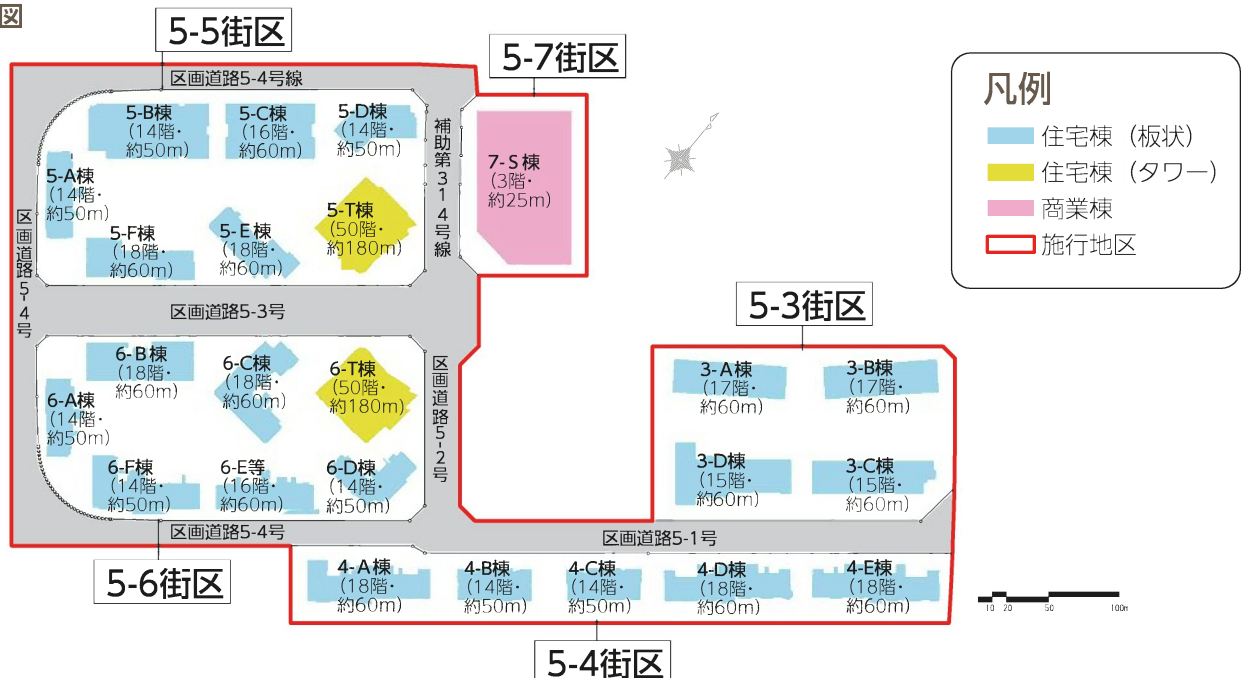 図
5-5街区
5-7街区
区画道路5-4号線
5-B棟
(14階・
約50m)
5-C棟
(16階・
約60m)
5-D棟
(14階・
約50m)
5-A棟
(14階・
約50m)
5-F棟
(18階・
約60m)
5-E棟
(18階・
約60m)
5-T棟
(50階・
約180m)
補助第314号線
7-S棟
(3階・
約25m)
区画道路5-4号
区画道路5-3号
凡例
住宅棟（板状）
住宅棟（タワー）
商業棟
施行地区
5-3街区
6-B棟
(18階・
約60m)
6-C棟
(18階・
約60m)
6-T棟
(50階・
約180m)
6-A棟
(14階・
約50m)
6-F棟
(14階・
約50m)
6-E等
(16階・
約60m)
6-D棟
(14階・
約50m)
区画道路5-2号
3-A棟
(17階・
約60m)
3-B棟
(17階・
約60m)
3-D棟
(15階・
約60m)
3-C棟
(15階・
約60m)
区画道路5-4号
区画道路5-1号
5-6街区
4-A棟
(18階・
約60m)
4-B棟
(14階・
約50m)
4-C棟
(14階・
約50m)
4-D棟
(18階・
約60m)
4-E棟
(18階・
約60m)
10 20 50 100m
5-4街区